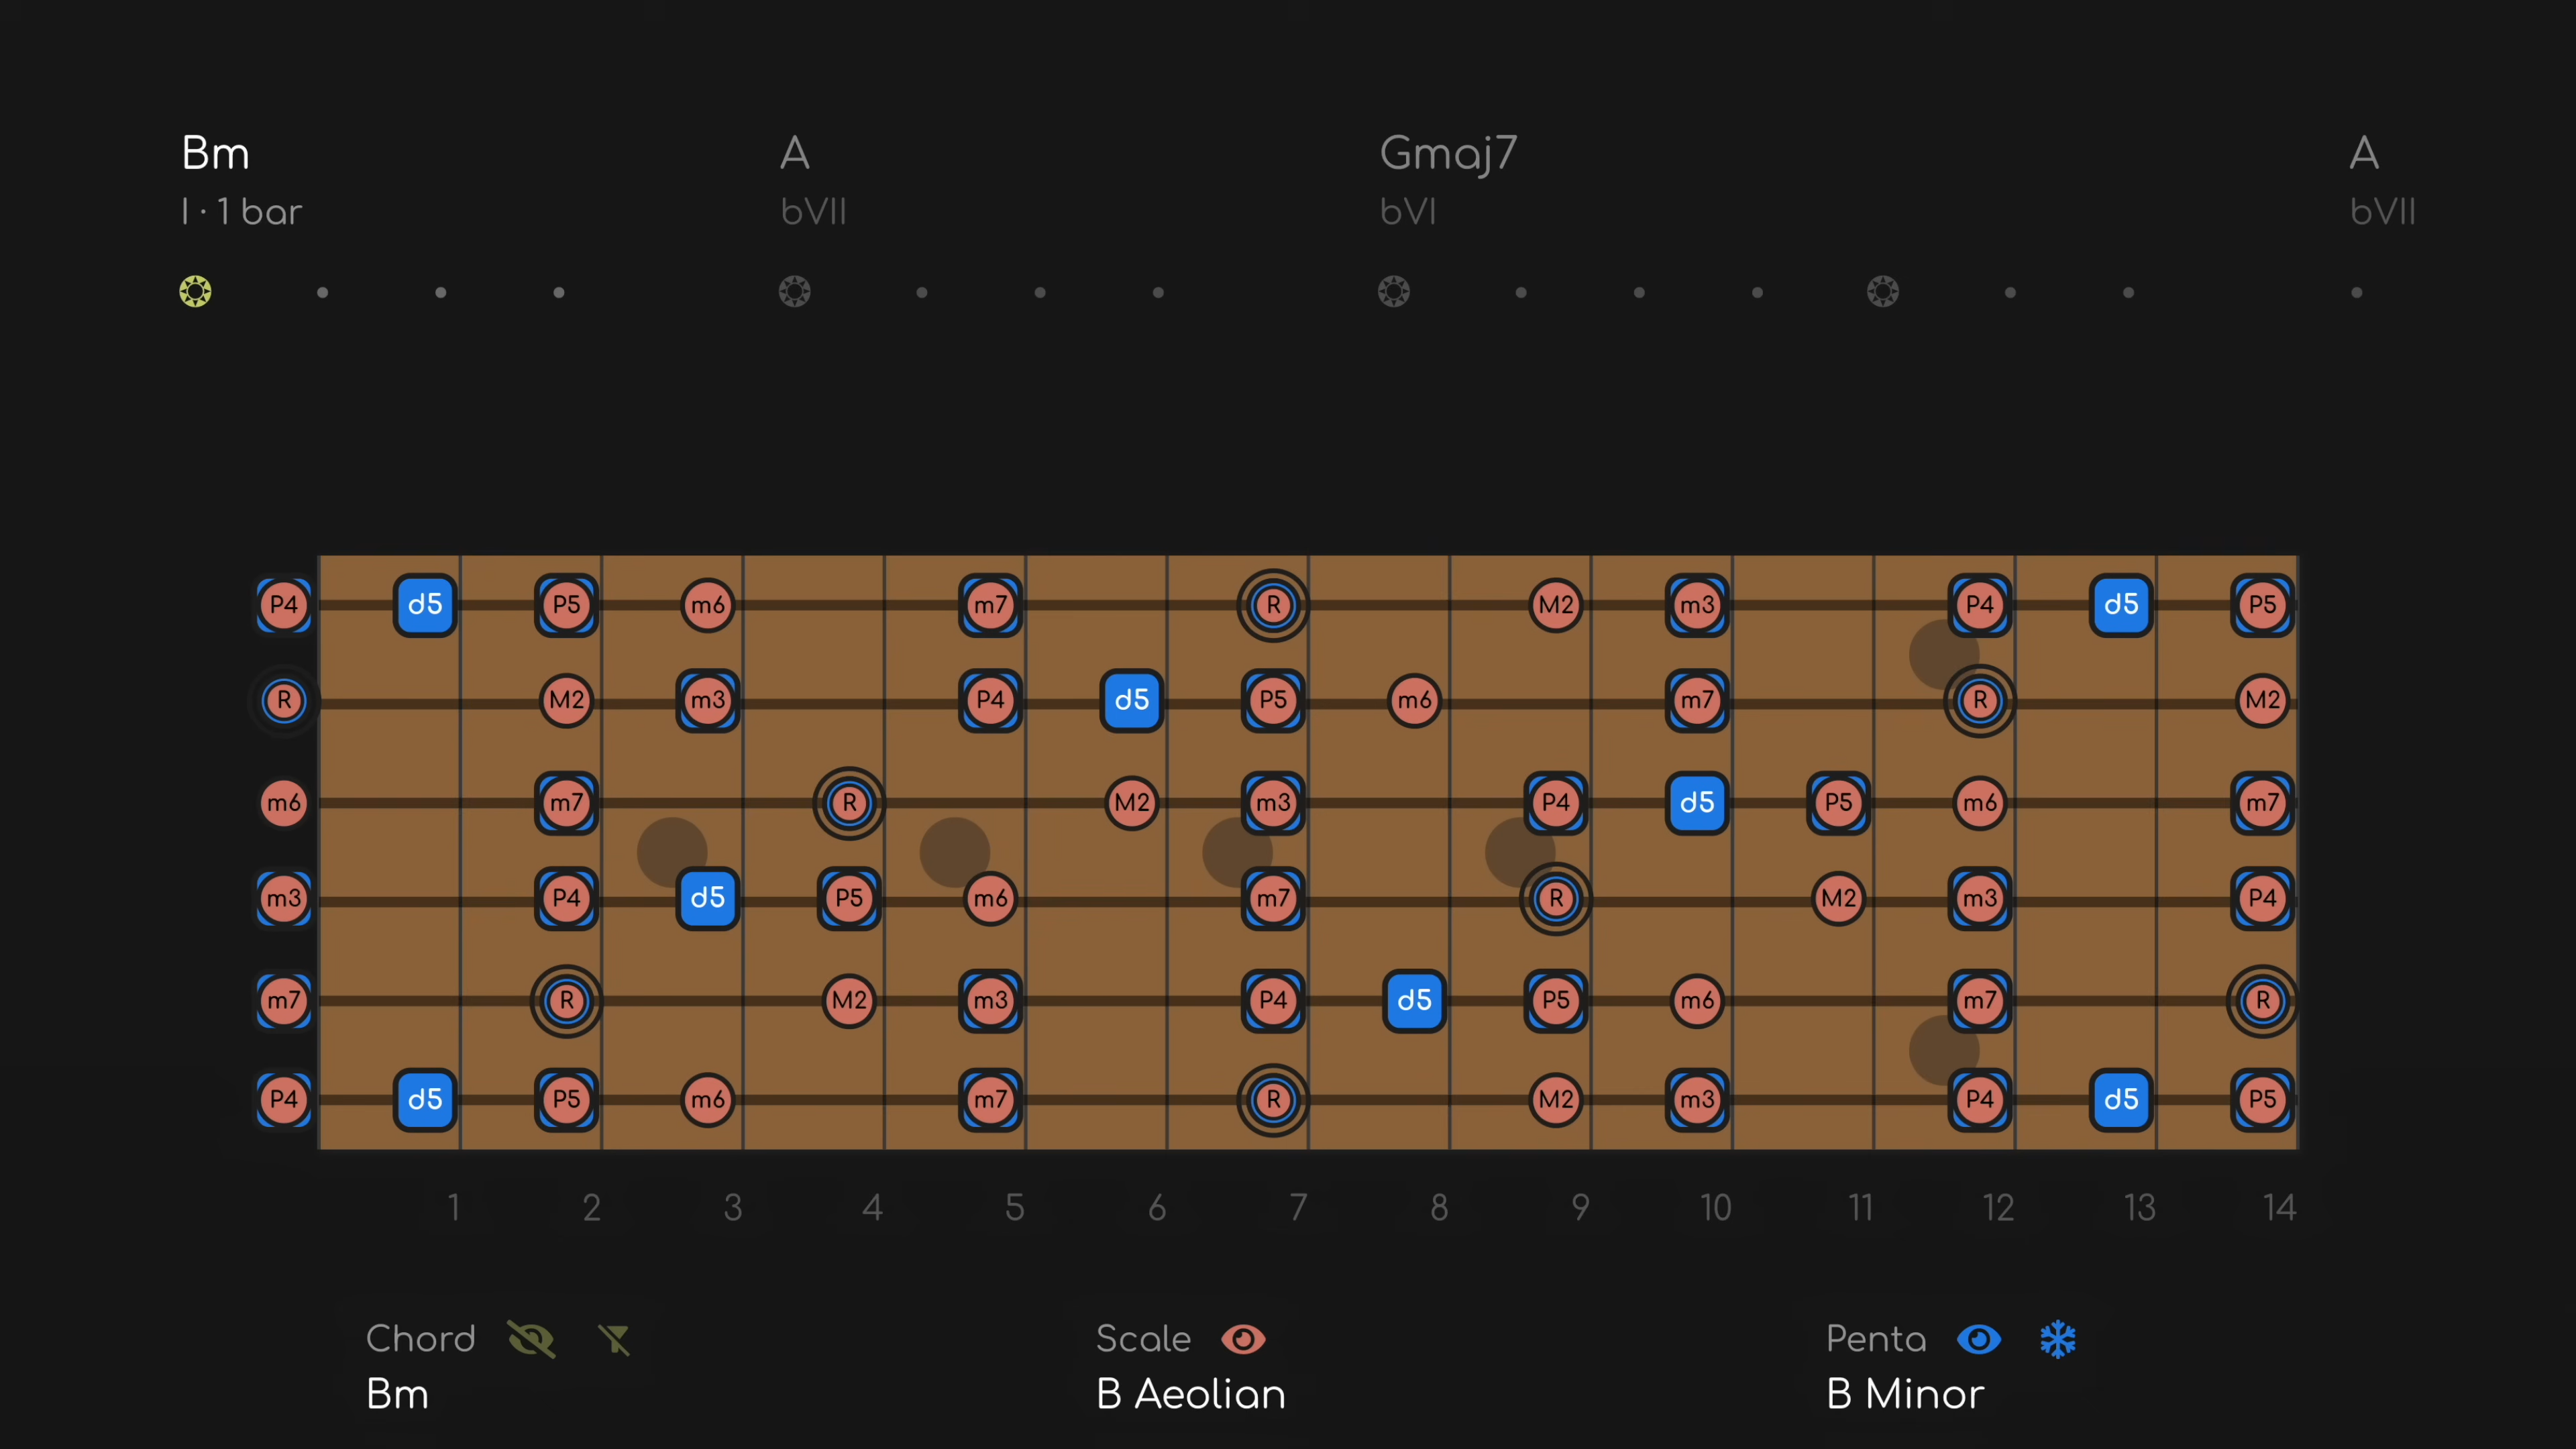 Bm A Gmaj7 A
I · 1 bar bVII bVI bVII
P4 d5 P5 m6 m7 R M2 m3 P4 d5 P5
R M2 m3 P4 d5 P5 m6 m7 R M2
m6 m7 R M2 m3 P4 d5 P5 m6 m7
m3 P4 d5 P5 m6 m7 R M2 m3 P4
m7 R M2 m3 P4 d5 P5 m6 m7 R
P4 d5 P5 m6 m7 R M2 m3 P4 d5 P5
1 2 3 4 5 6 7 8 9 10 11 12 13 14
Chord Scale Penta
Bm B Aeolian B Minor